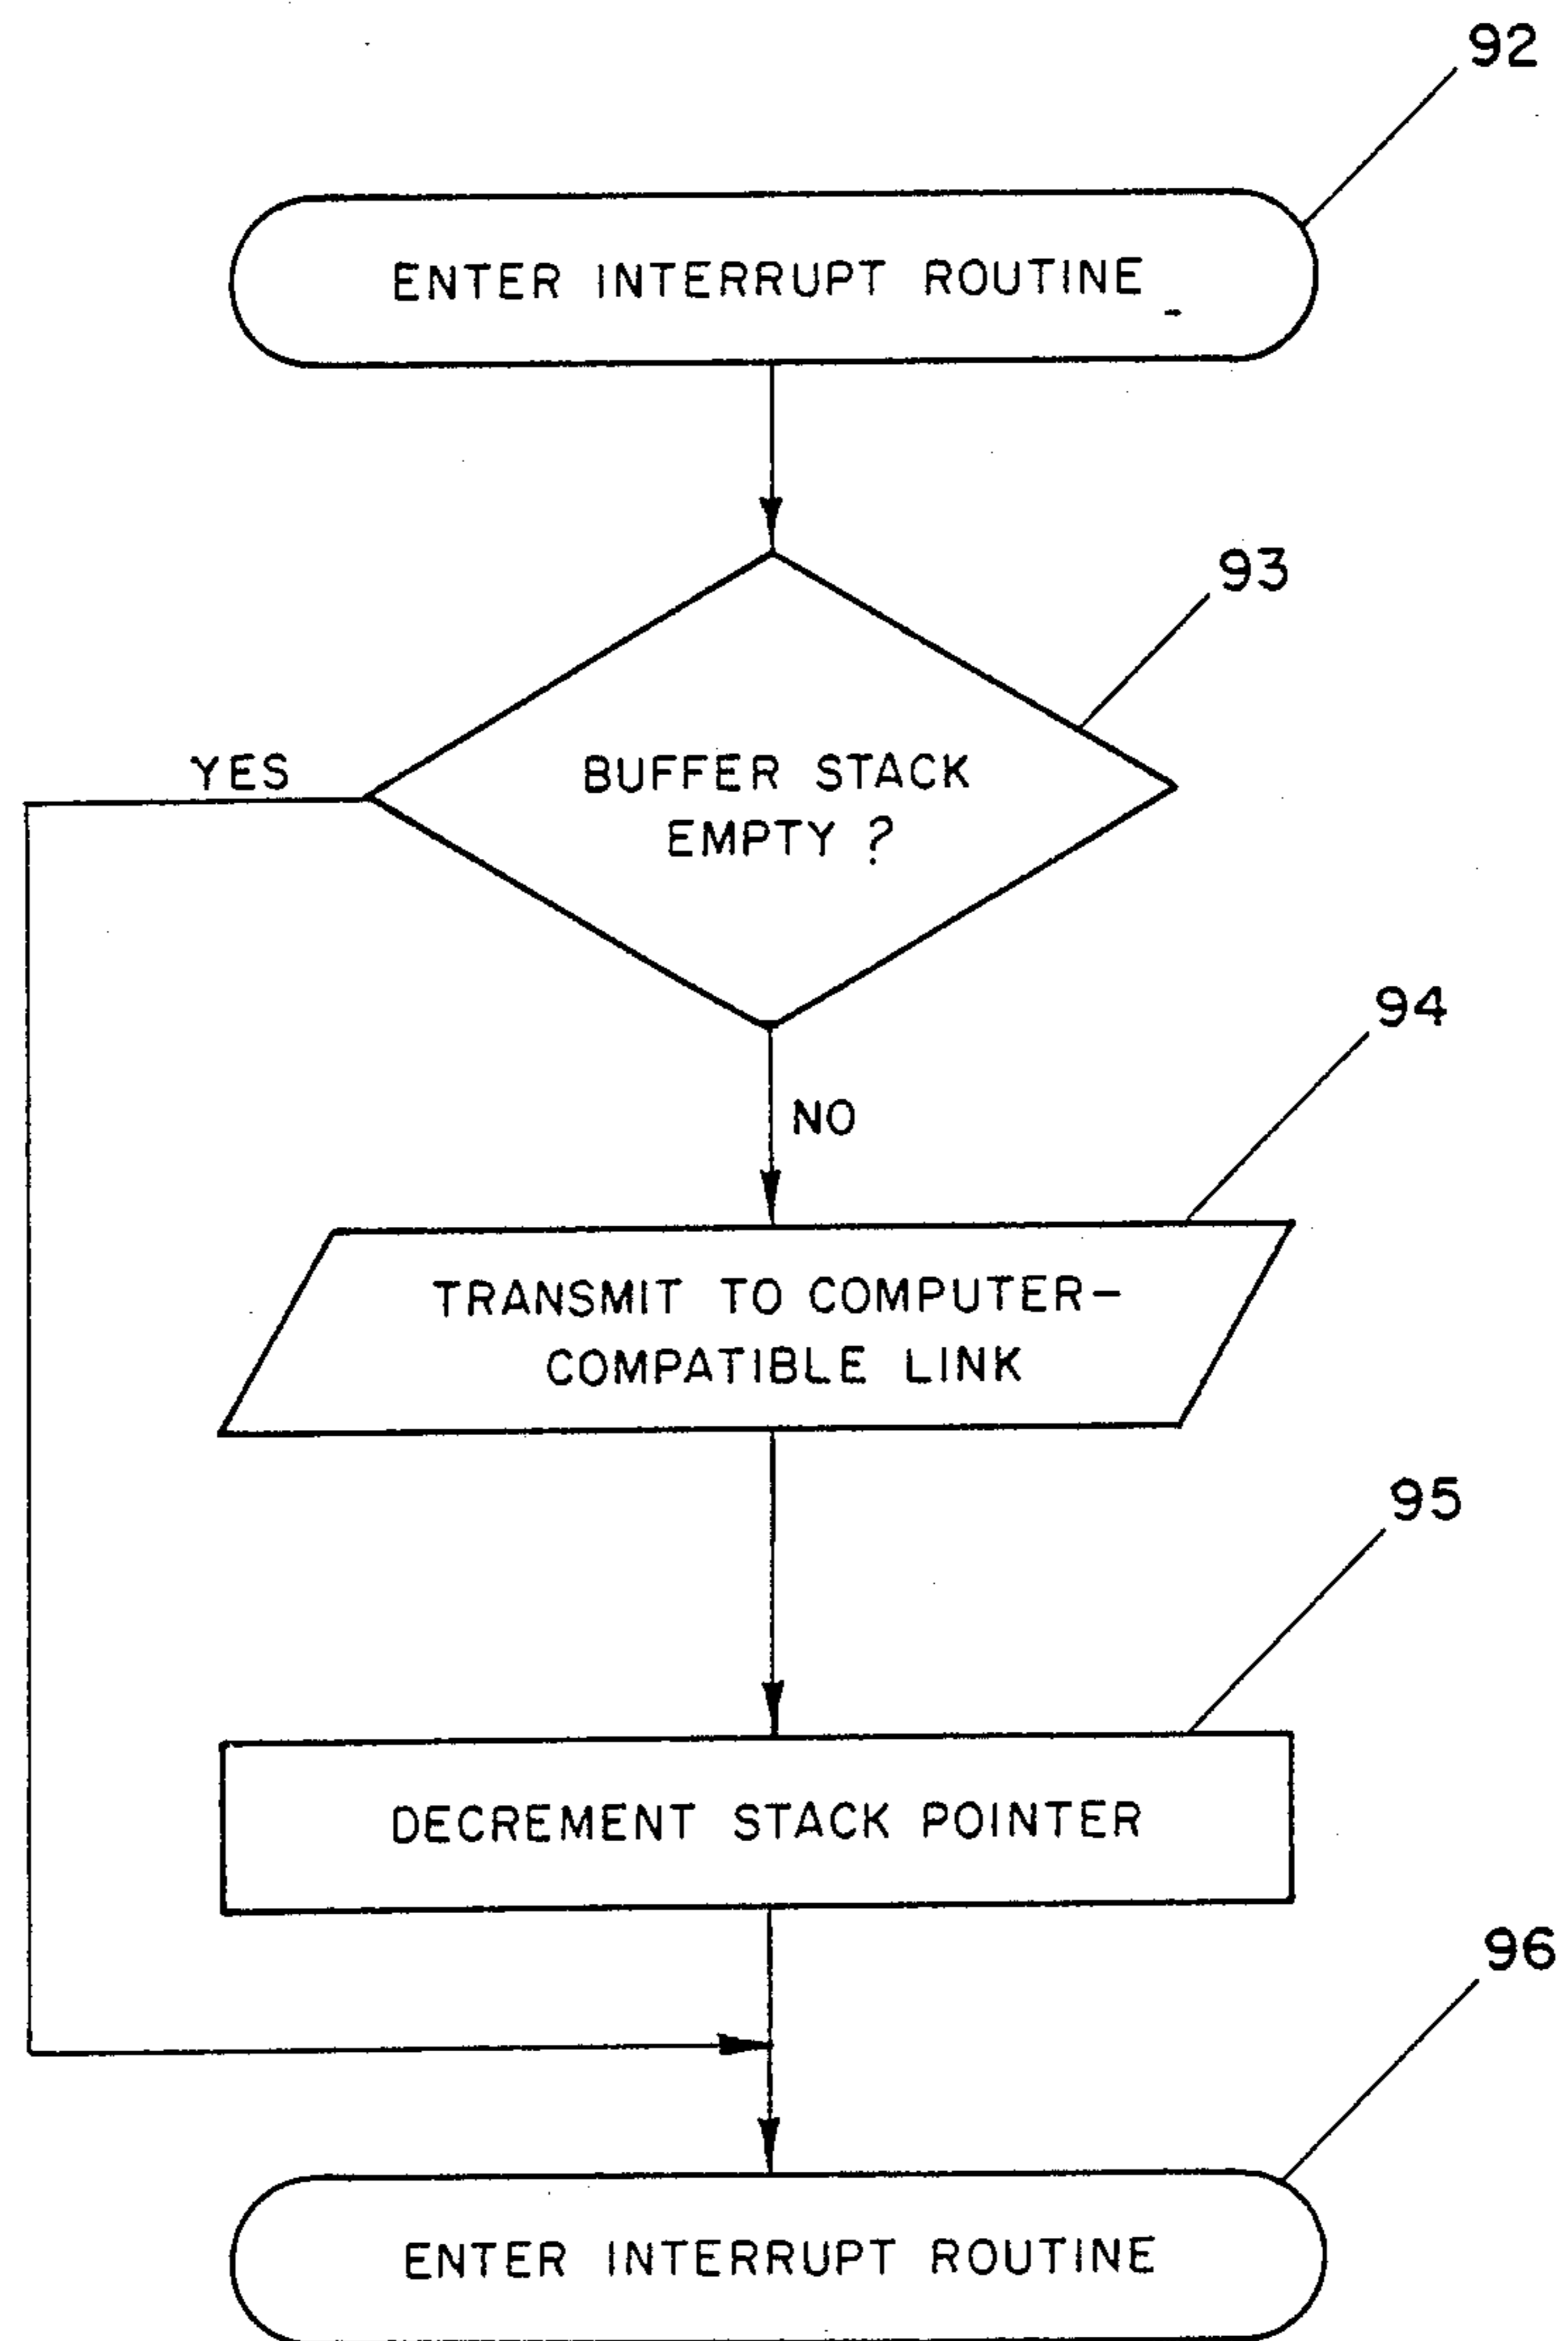 92
ENTER INTERRUPT ROUTINE
93
YES
BUFFER STACK
EMPTY ?
94
NO
TRANSMIT TO COMPUTER-
COMPATIBLE LINK
95
DECREMENT STACK POINTER
96
ENTER INTERRUPT ROUTINE